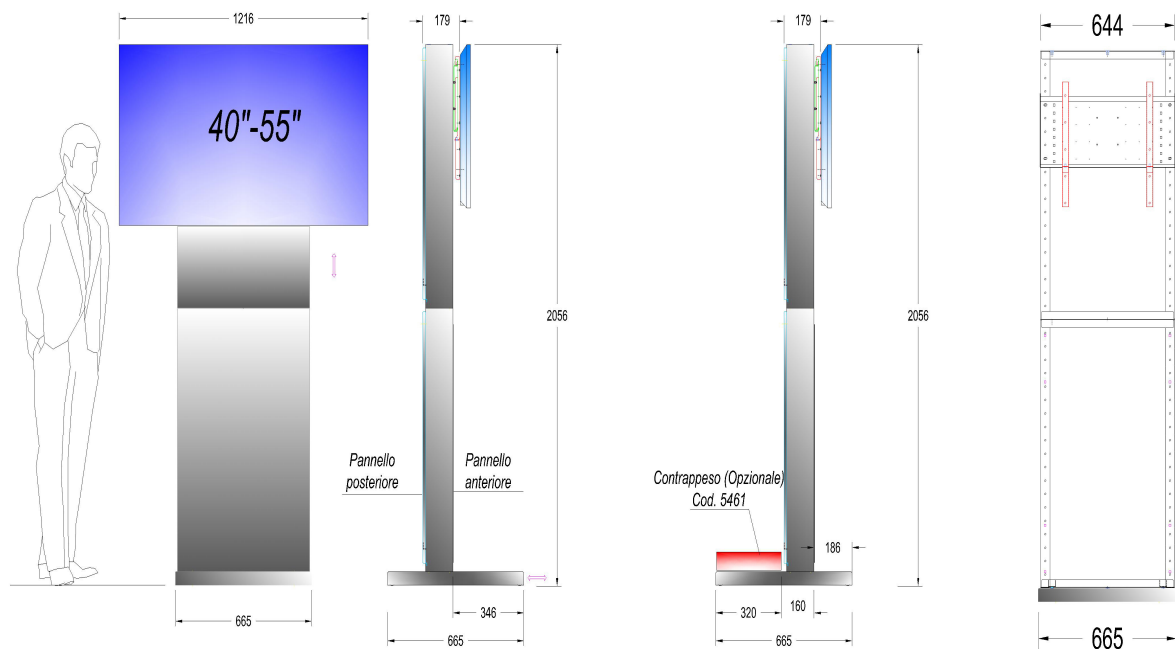 1216
40"-55"
665
179
2056
Pannello
posteriore
Pannello
anteriore
346
665
179
2056
Contrappeso (Opzionale)
Cod. 5461
186
320
160
665
644
665